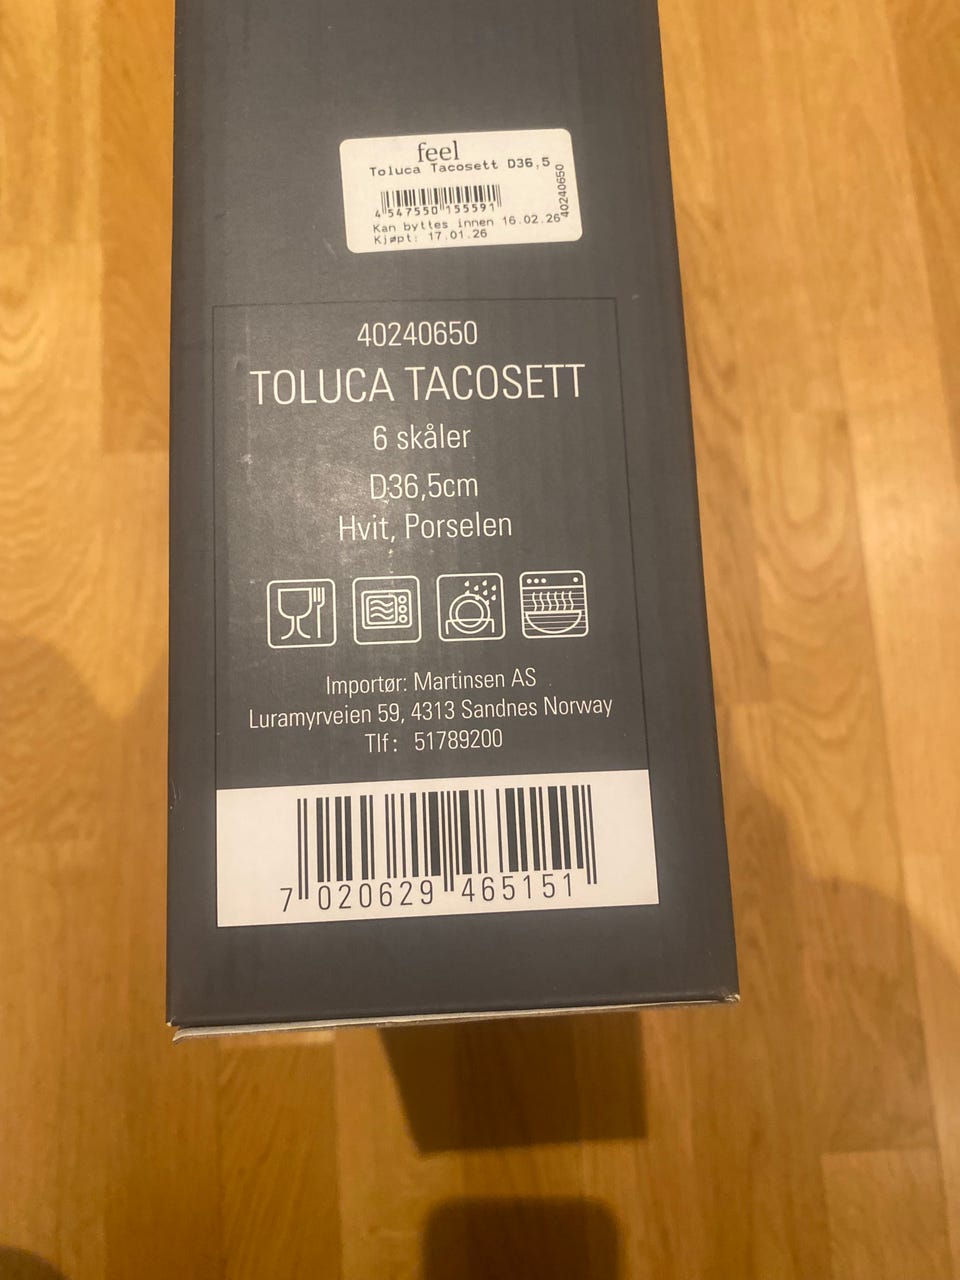 feel
Toluca Tacosett D36,5
40240650
4 547550 155591
Kan byttes innen 16.02.26
Kjøpt: 17.01.26
40240650
TOLUCA TACOSETT
6 skåler
D36,5cm
Hvit, Porselen
Importør: Martinsen AS
Luramyrveien 59, 4313 Sandnes Norway
Tlf: 51789200
7 020629 465151